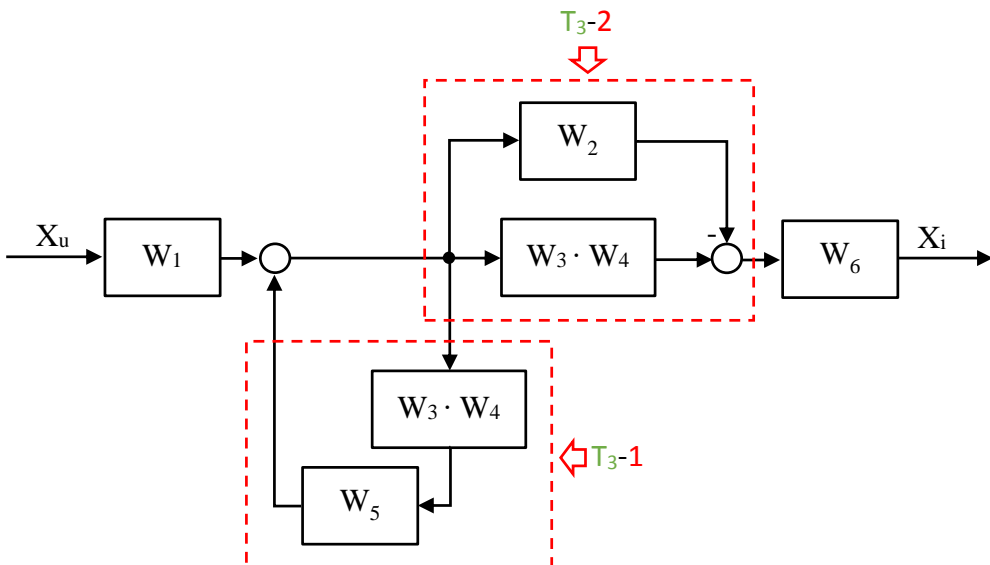 T₃-2
W₂
Xᵤ
W₁
-
W₃ · W₄
W₆
Xᵢ
W₃ · W₄
T₃-1
W₅